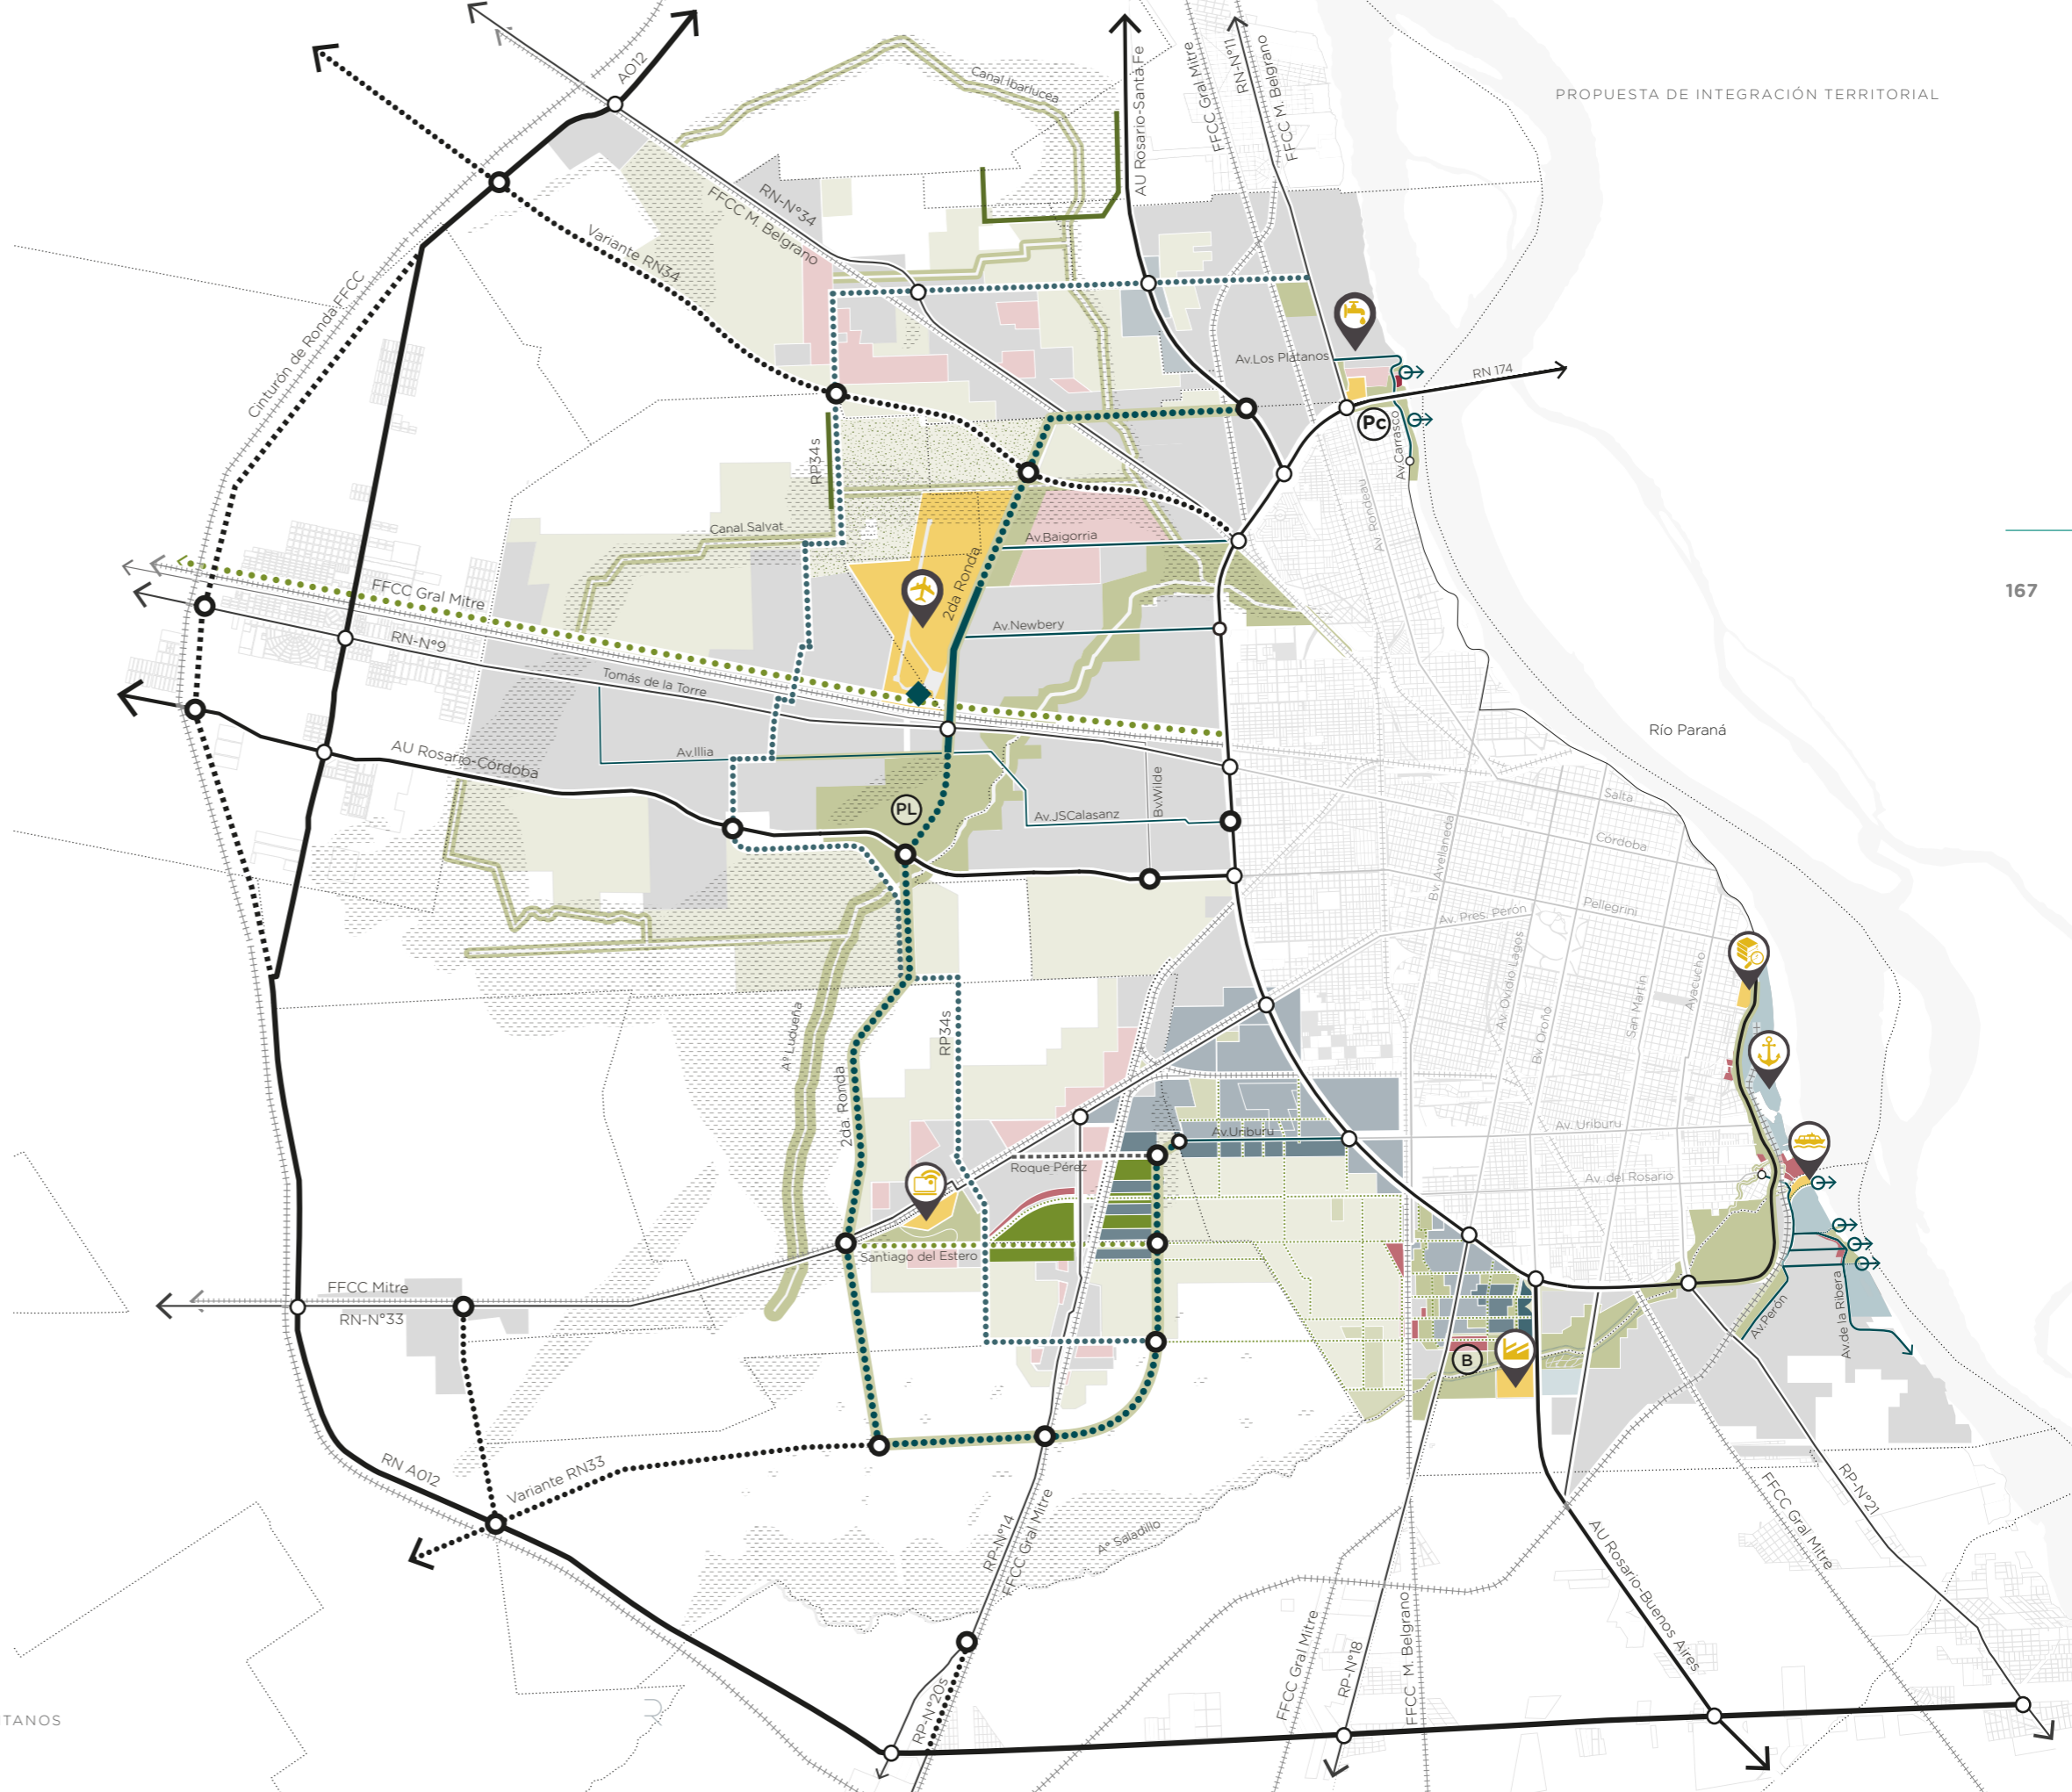 PROPUESTA DE INTEGRACIÓN TERRITORIAL
167
TANOS
AO12
Canal Ibarlucea
AU Rosario-Santa Fe
FFCC Gral Mitre
RN-N°11
FFCC M. Belgrano
RN-N°34
FFCC M. Belgrano
Variante RN34
Cinturón de Ronda FFCC
Av.Los Plátanos
RN 174
Pc
Av.Carrasco
RP34s
Av. Rondeau
Canal Salvat
Av.Baigorria
2da Ronda
FFCC Gral Mitre
RN-N°9
Av.Newbery
Tomás de la Torre
Río Paraná
AU Rosario-Córdoba
Av.Illia
Bv.Wilde
PL
Av.JSCalasanz
Salta
Córdoba
Bv. Avellaneda
Pellegrini
Av. Pres. Perón
Av. Ovidio Lagos
Bv. Oroño
San Martín
Ayacucho
A° Ludueña
RP34s
2da. Ronda
Av.Uriburu
Av. Uriburu
Roque Pérez
Av. del Rosario
Santiago del Estero
FFCC Mitre
RN-N°33
Av.Perón
Av.de la Ribera
B
RN A012
Variante RN33
RP-N°14
FFCC Gral Mitre
A° Saladillo
RP-N°21
FFCC Gral Mitre
AU Rosario-Buenos Aires
RP-N°20s
FFCC Gral Mitre
RP-N°18
FFCC M. Belgrano